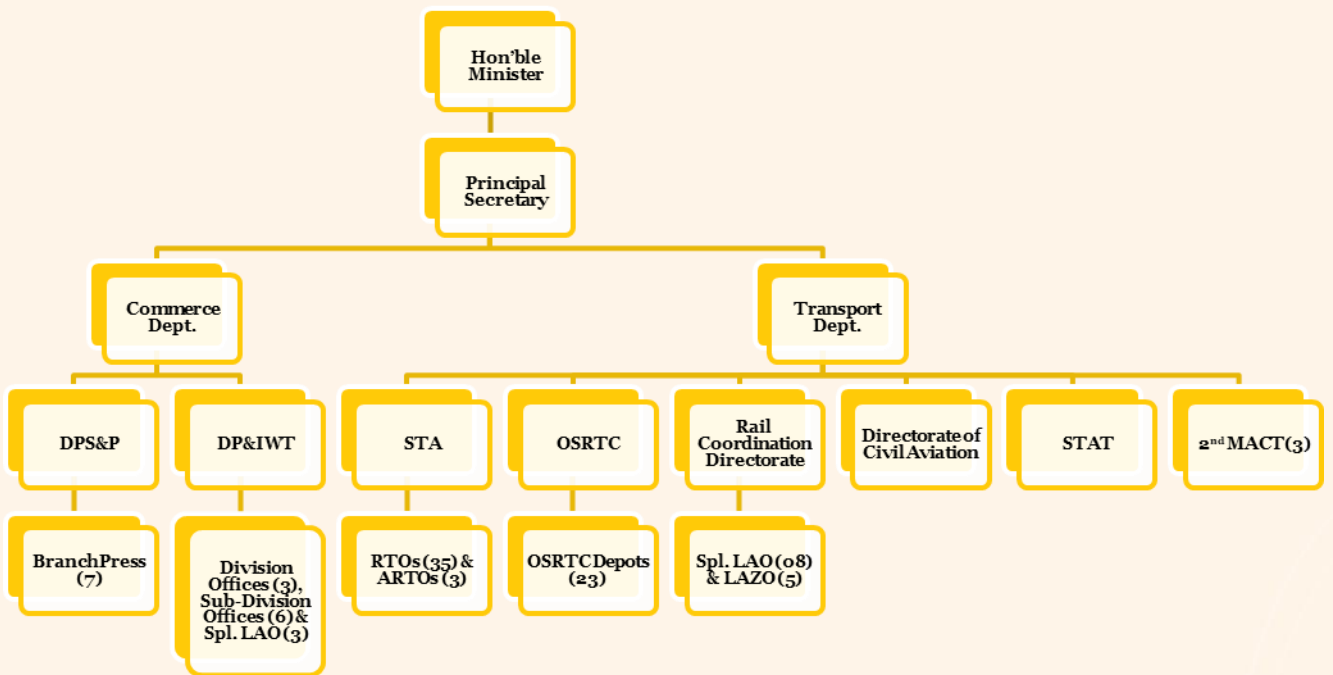 Hon'ble
Minister
Principal
Secretary
Commerce
Dept.
Transport
Dept.
DPS&P
DP&IWT
STA
OSRTC
Rail
Coordination
Directorate
Directorate of
Civil Aviation
STAT
2nd MACT (3)
Branch Press
(7)
Division
Offices (3),
Sub-Division
Offices (6) &
Spl. LAO (3)
RTOs (35) &
ARTOs (3)
OSRTC Depots
(23)
Spl. LAO (08)
& LAZO (5)